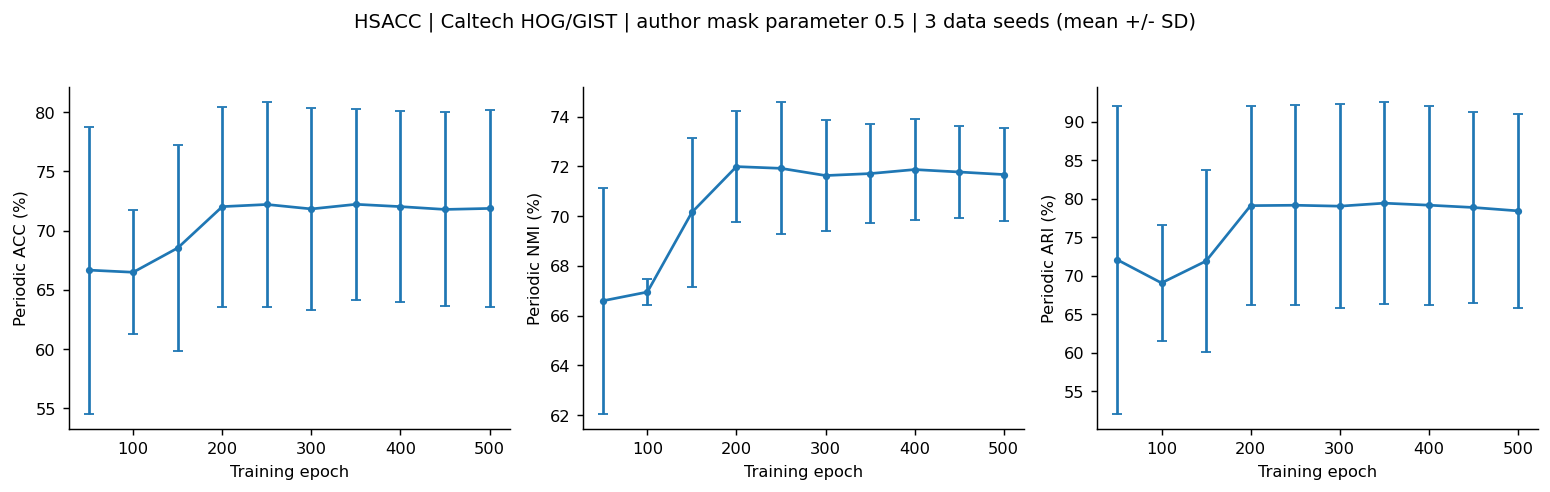 HSACC | Caltech HOG/GIST | author mask parameter 0.5 | 3 data seeds (mean +/- SD)
Periodic ACC (%)
80
75
70
65
60
55
100 200 300 400 500
Training epoch
Periodic NMI (%)
74
72
70
68
66
64
62
100 200 300 400 500
Training epoch
Periodic ARI (%)
90
85
80
75
70
65
60
55
100 200 300 400 500
Training epoch